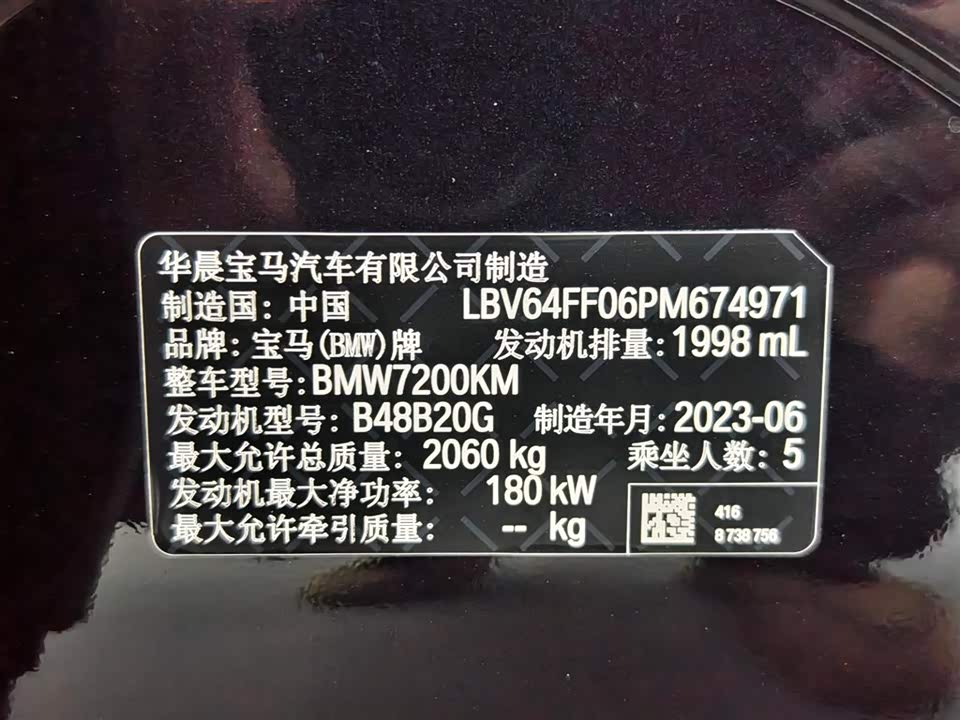 华晨宝马汽车有限公司制造
制造国：中国 LBV64FF06PM674971
品牌：宝马(BMW)牌 发动机排量：1998 mL
整车型号：BMW7200KM
发动机型号：B48B20G 制造年月：2023-06
最大允许总质量：2060 kg 乘坐人数：5
发动机最大净功率：180 kW
最大允许牵引质量：-- kg
416
8 738 756